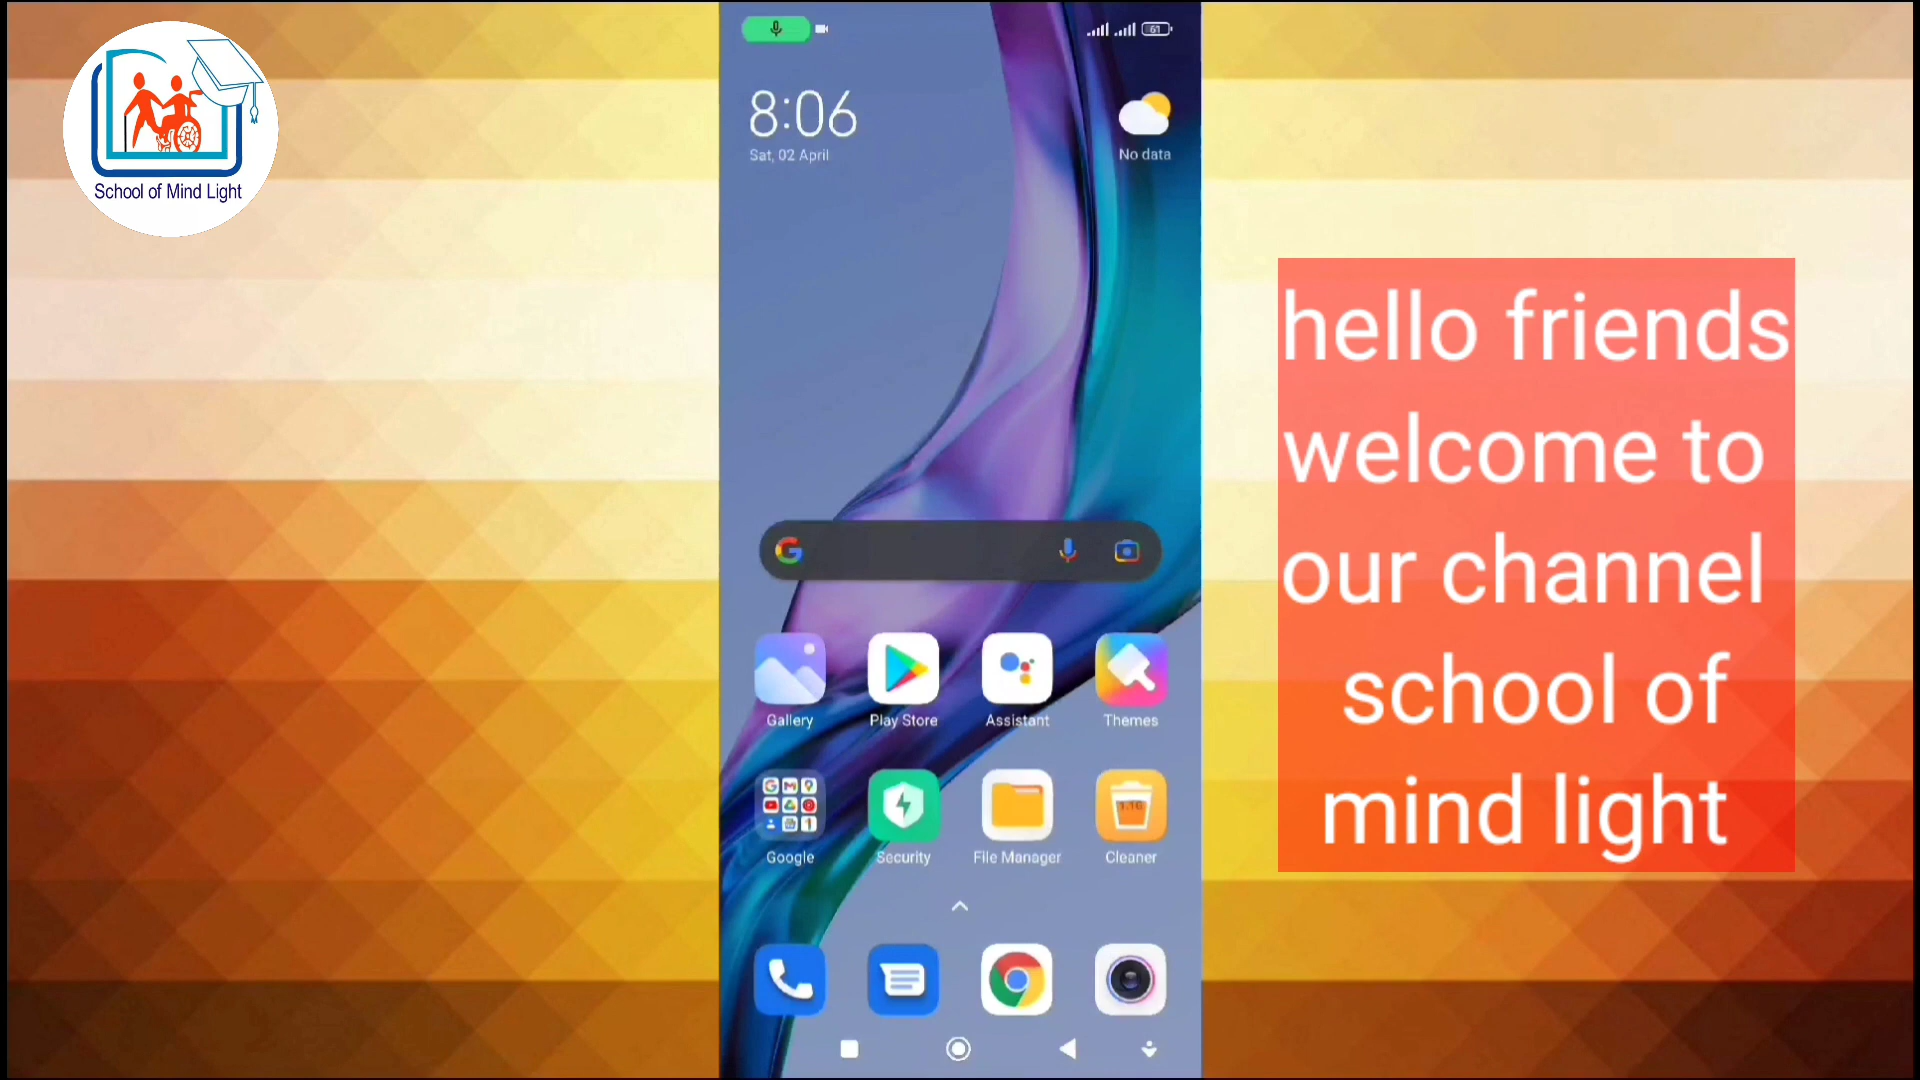 School of Mind Light
61
8:06
Sat, 02 April
No data
hello friends
welcome to
our channel
school of
mind light
Gallery
Play Store
Assistant
Themes
Google
Security
File Manager
Cleaner